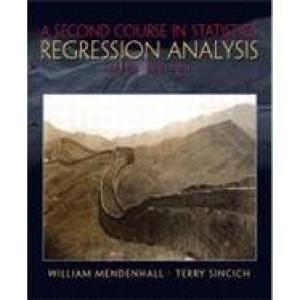 A SECOND COURSE IN STATISTICS
REGRESSION ANALYSIS
WILLIAM MENDENHALL · TERRY SINCICH